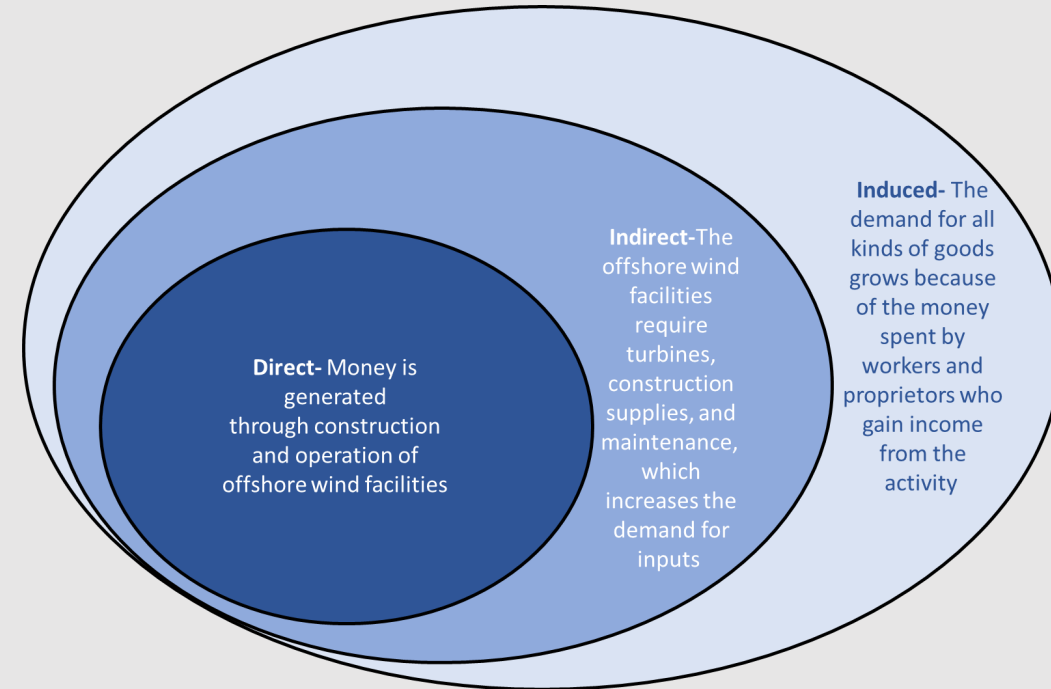 Direct- Money is
generated
through construction
and operation of
offshore wind facilities
Indirect-The
offshore wind
facilities
require
turbines,
construction
supplies, and
maintenance,
which
increases the
demand for
inputs
Induced- The
demand for all
kinds of goods
grows because
of the money
spent by
workers and
proprietors who
gain income
from the
activity